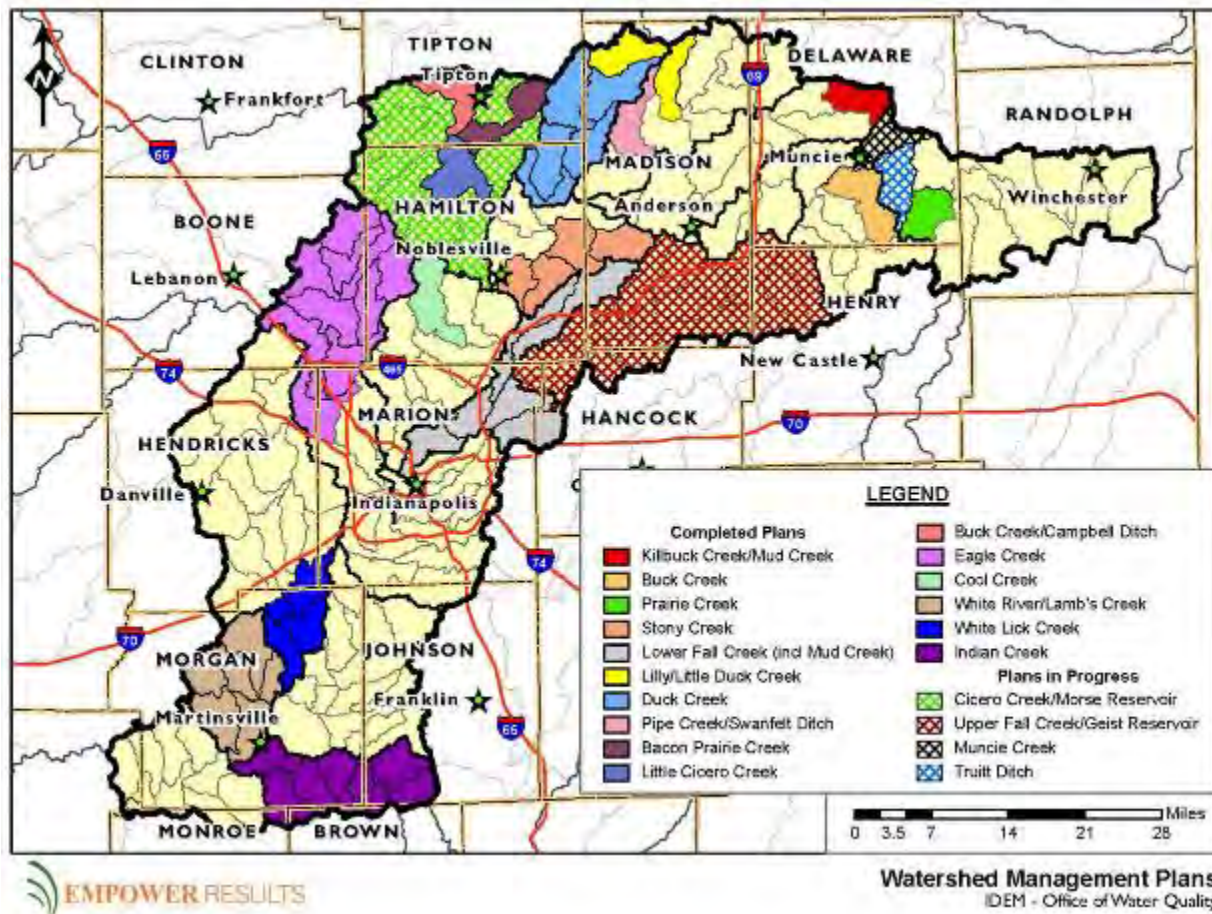 N
CLINTON
TIPTON
Tipton
DELAWARE
69
Frankfort
RANDOLPH
65
MADISON
Muncie
Winchester
BOONE
HAMILTON
Anderson
Noblesville
Lebanon
HENRY
New Castle
74
465
MARION
HANCOCK
70
HENDRICKS
Danville
Indianapolis
74
70
MORGAN
JOHNSON
Franklin
Martinsville
65
MONROE
BROWN
LEGEND
Completed Plans
Killbuck Creek/Mud Creek
Buck Creek
Prairie Creek
Stony Creek
Lower Fall Creek (incl Mud Creek)
Lilly/Little Duck Creek
Duck Creek
Pipe Creek/Swanfelt Ditch
Bacon Prairie Creek
Little Cicero Creek
Buck Creek/Campbell Ditch
Eagle Creek
Cool Creek
White River/Lamb's Creek
White Lick Creek
Indian Creek
Plans in Progress
Cicero Creek/Morse Reservoir
Upper Fall Creek/Geist Reservoir
Muncie Creek
Truitt Ditch
Miles
0 3.5 7 14 21 28
EMPOWER RESULTS
Watershed Management Plans
IDEM - Office of Water Quality